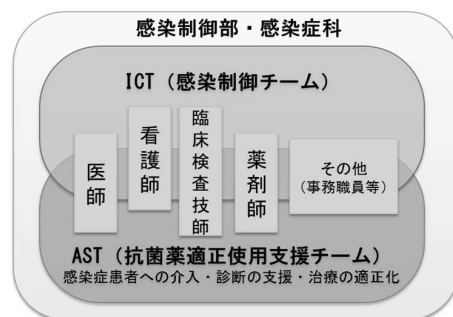 感染制御部・感染症科
ICT（感染制御チーム）
医師
看護師
臨床検査技師
薬剤師
その他
（事務職員等）
AST（抗菌薬適正使用支援チーム）
感染症患者への介入・診断の支援・治療の適正化